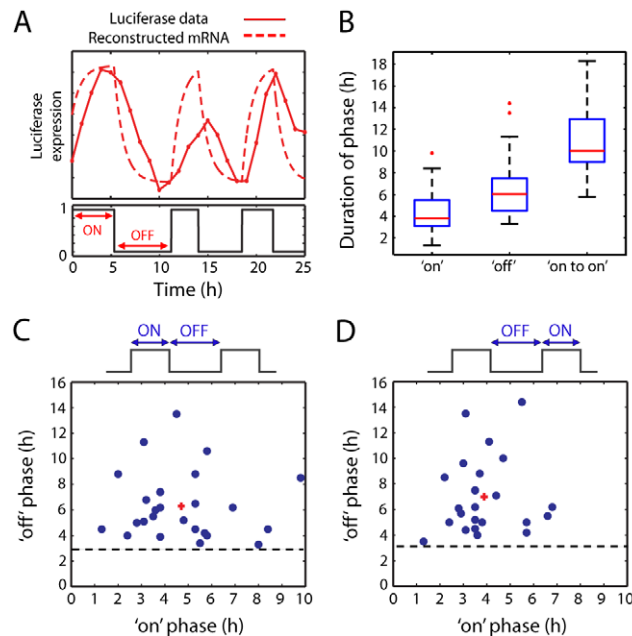 A
Luciferase data
Reconstructed mRNA
Luciferase
expression
1
0
ON
OFF
0 5 10 15 20 25
Time (h)
B
Duration of phase (h)
18
16
14
12
10
8
6
4
2
'on' 'off' 'on to on'
C
ON OFF
'off' phase (h)
16
14
12
10
8
6
4
2
0
0 1 2 3 4 5 6 7 8 9 10
'on' phase (h)
D
OFF ON
'off' phase (h)
16
14
12
10
8
6
4
2
0
0 1 2 3 4 5 6 7 8 9 10
'on' phase (h)